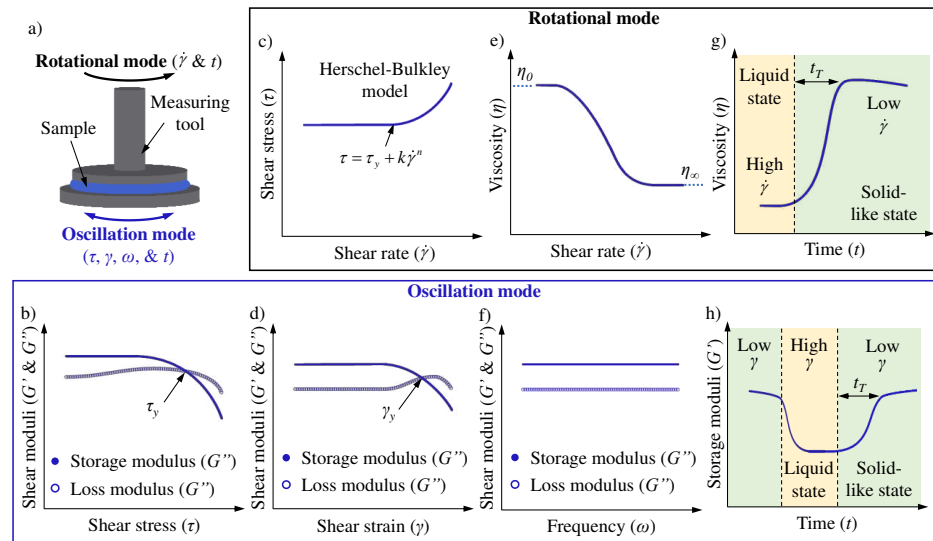 Rotational mode
a)
Rotational mode (γ̇ & t)
Measuring
tool
Sample
Oscillation mode
(τ, γ, ω, & t)
c)
Shear stress (τ)
Herschel-Bulkley
model
τ = τy + kγ̇ⁿ
Shear rate (γ̇)
e)
Viscosity (η)
η0
η∞
Shear rate (γ̇)
g)
Viscosity (η)
Liquid
state
tT
Low
γ̇
High
γ̇
Solid-
like state
Time (t)
Oscillation mode
b)
Shear moduli (G' & G'')
τy
Storage modulus (G'')
Loss modulus (G'')
Shear stress (τ)
d)
Shear moduli (G' & G'')
γy
Storage modulus (G'')
Loss modulus (G'')
Shear strain (γ)
f)
Shear moduli (G' & G'')
Storage modulus (G'')
Loss modulus (G'')
Frequency (ω)
h)
Storage moduli (G')
Low
γ
High
γ
Low
γ
tT
Liquid
state
Solid-
like state
Time (t)